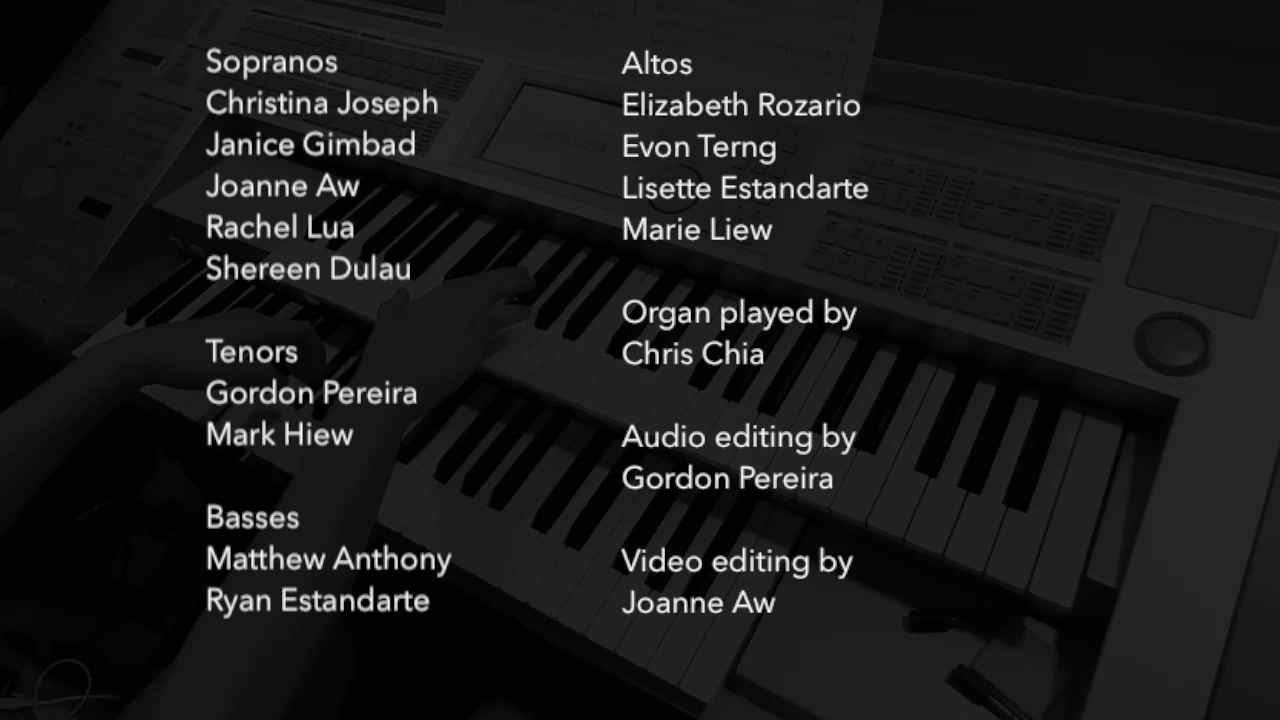 Sopranos
Christina Joseph
Janice Gimbad
Joanne Aw
Rachel Lua
Shereen Dulau
Tenors
Gordon Pereira
Mark Hiew
Basses
Matthew Anthony
Ryan Estandarte
Altos
Elizabeth Rozario
Evon Terng
Lisette Estandarte
Marie Liew
Organ played by
Chris Chia
Audio editing by
Gordon Pereira
Video editing by
Joanne Aw